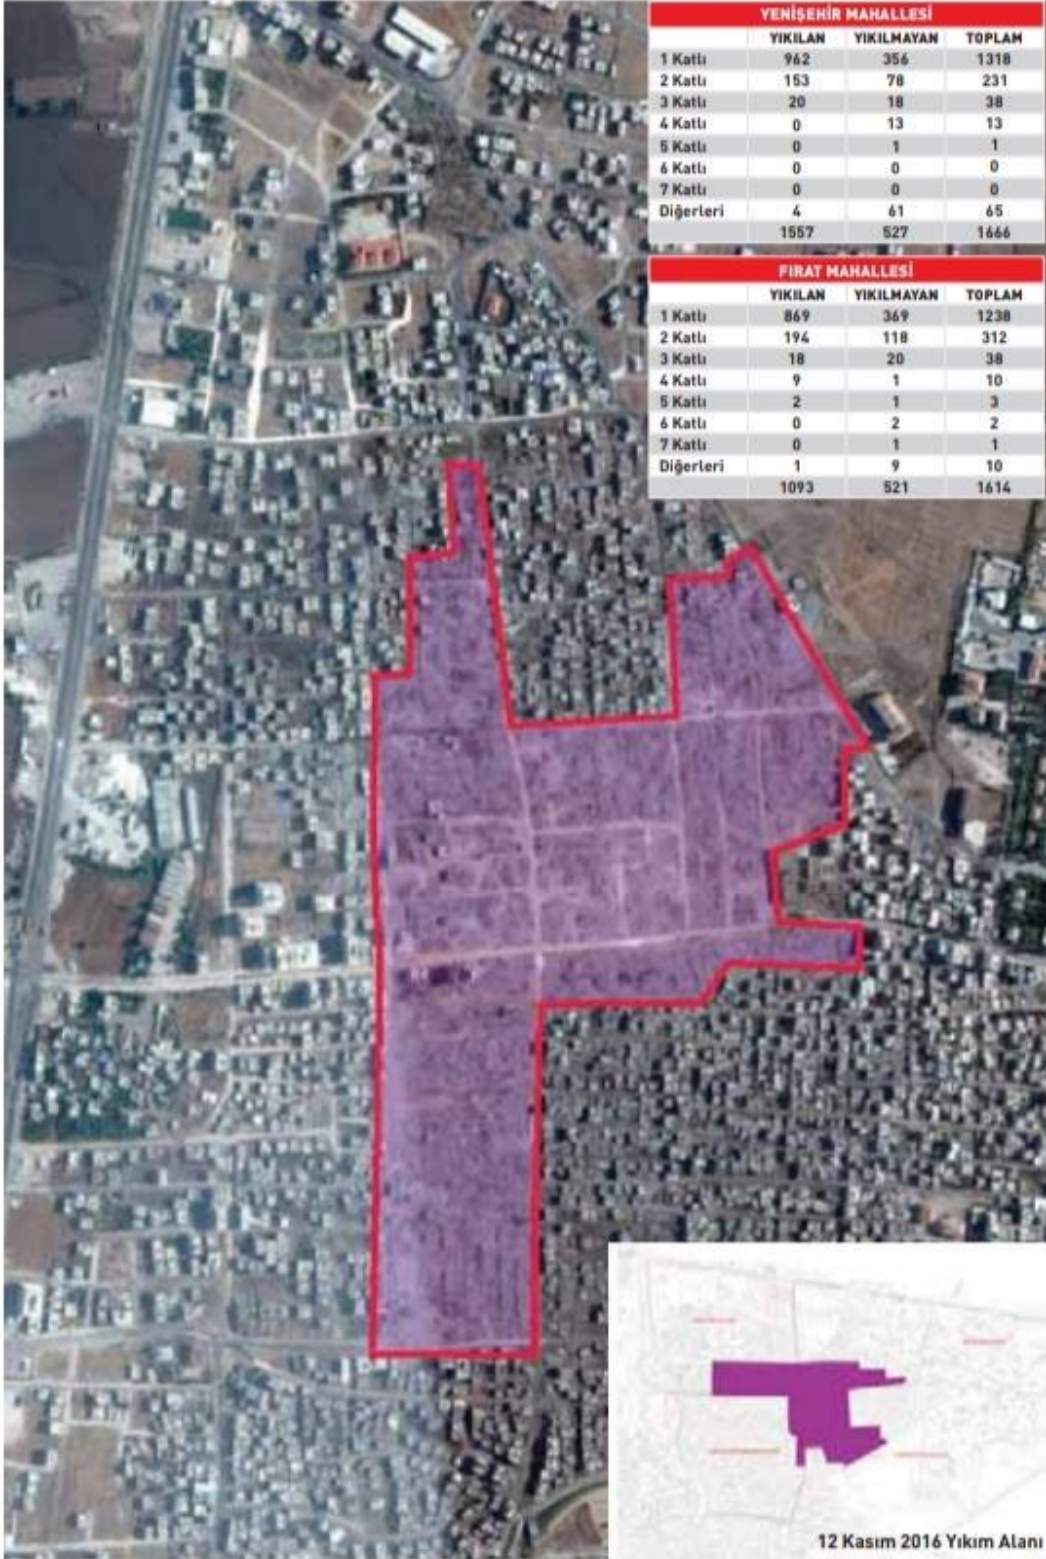 YENİŞEHİR MAHALLESİ
YIKILAN YIKILMAYAN TOPLAM
1 Katlı 962 356 1318
2 Katlı 153 78 231
3 Katlı 20 18 38
4 Katlı 0 13 13
5 Katlı 0 1 1
6 Katlı 0 0 0
7 Katlı 0 0 0
Diğerleri 4 61 65
1557 527 1666
FIRAT MAHALLESİ
YIKILAN YIKILMAYAN TOPLAM
1 Katlı 869 369 1238
2 Katlı 194 118 312
3 Katlı 18 20 38
4 Katlı 9 1 10
5 Katlı 2 1 3
6 Katlı 0 2 2
7 Katlı 0 1 1
Diğerleri 1 9 10
1093 521 1614
12 Kasım 2016 Yıkım Alanı